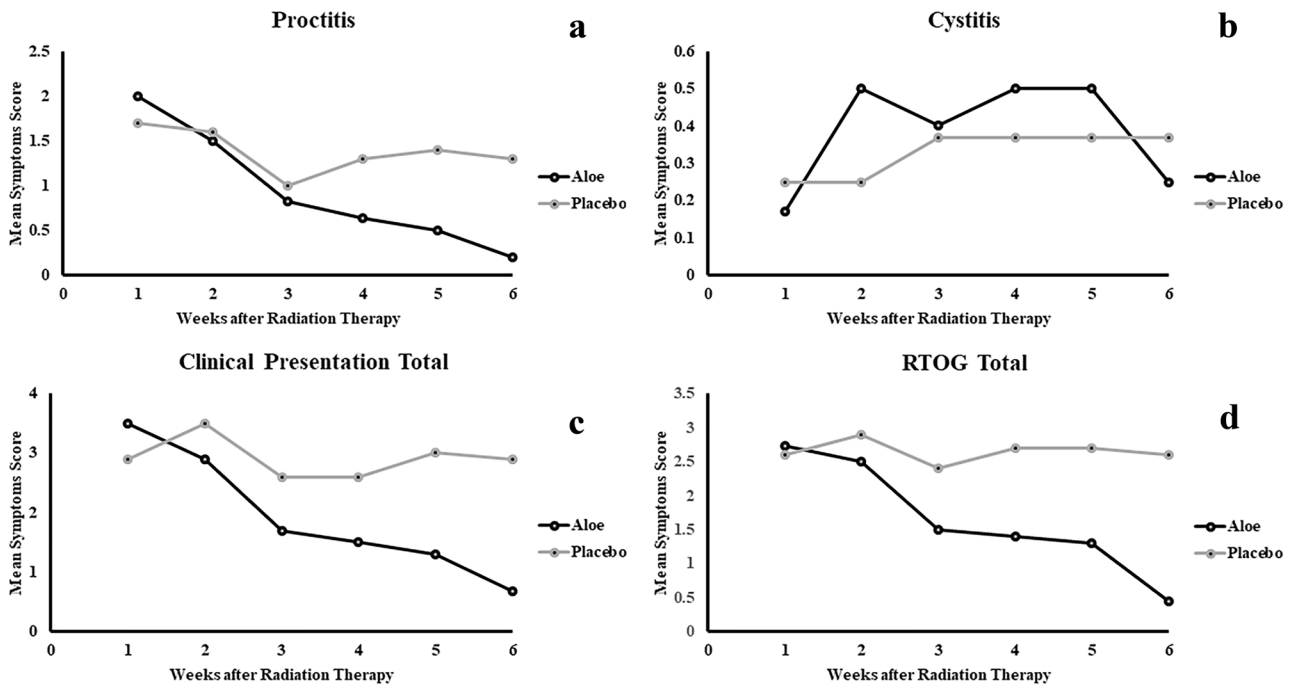 Proctitis
a
2.5
2
1.5
1
0.5
0
0 1 2 3 4 5 6
Mean Symptoms Score
Weeks after Radiation Therapy
Aloe
Placebo
Cystitis
b
0.6
0.5
0.4
0.3
0.2
0.1
0
0 1 2 3 4 5 6
Mean Symptoms Score
Weeks after Radiation Therapy
Aloe
Placebo
Clinical Presentation Total
c
4
3
2
1
0
0 1 2 3 4 5 6
Mean Symptoms Score
Weeks after Radiation Therapy
Aloe
Placebo
RTOG Total
d
3.5
3
2.5
2
1.5
1
0.5
0
0 1 2 3 4 5 6
Mean Symptoms Score
Weeks after Radiation Therapy
Aloe
Placebo